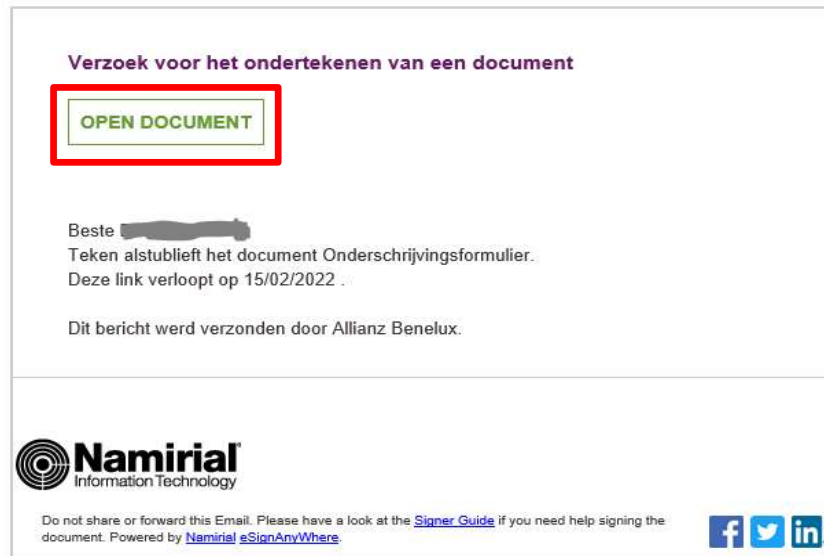 Verzoek voor het ondertekenen van een document
OPEN DOCUMENT
Beste
Teken alstublieft het document Onderschrijvingsformulier.
Deze link verloopt op 15/02/2022 .
Dit bericht werd verzonden door Allianz Benelux.
Namirial
Information Technology
Do not share or forward this Email. Please have a look at the Signer Guide if you need help signing the
document. Powered by Namirial eSignAnyWhere.
f
in